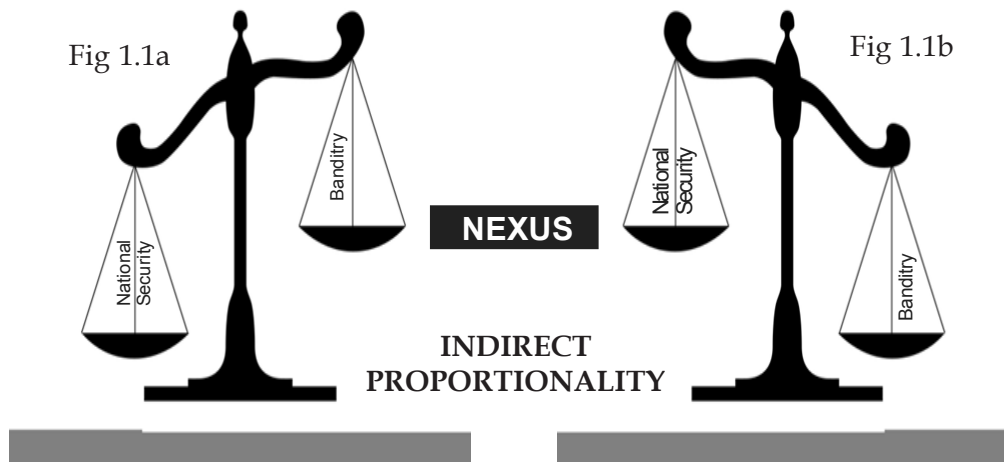 Fig 1.1a
Fig 1.1b
Banditry
National
Security
National
Security
Banditry
NEXUS
INDIRECT
PROPORTIONALITY